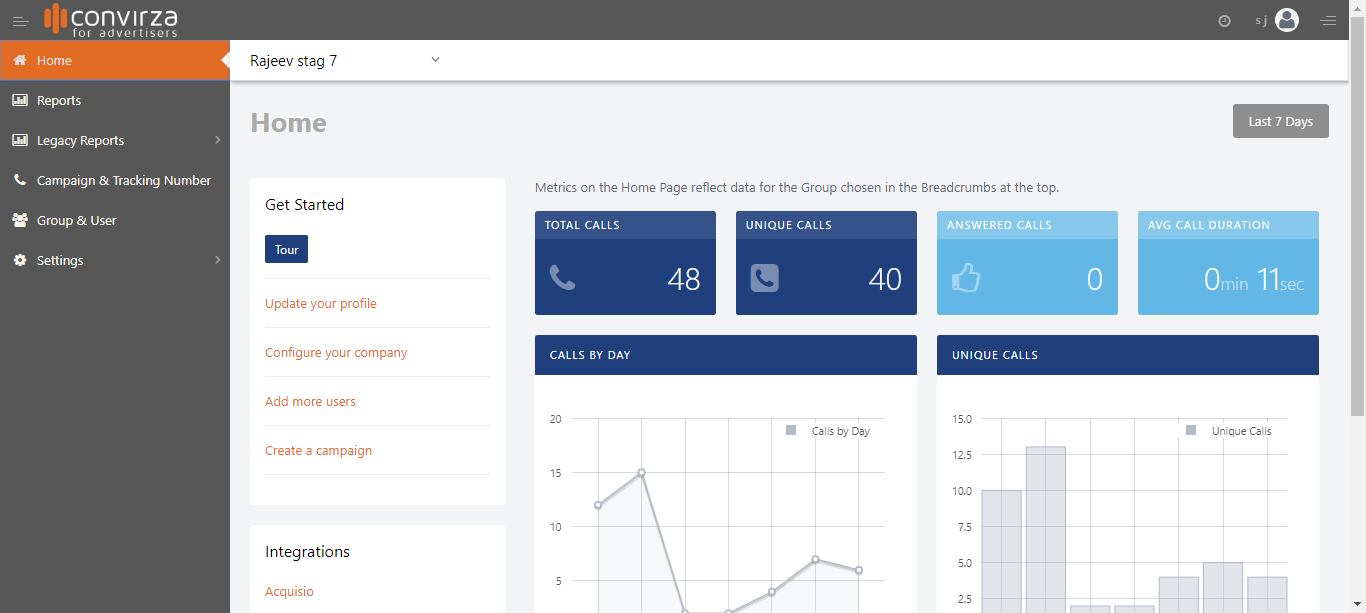 convirza
for advertisers
s j
Home
Rajeev stag 7
Reports
Legacy Reports
Campaign & Tracking Number
Group & User
Settings
Home
Last 7 Days
Get Started
Tour
Update your profile
Configure your company
Add more users
Create a campaign
Integrations
Acquisio
Metrics on the Home Page reflect data for the Group chosen in the Breadcrumbs at the top.
TOTAL CALLS
48
UNIQUE CALLS
40
ANSWERED CALLS
0
AVG CALL DURATION
0min 11sec
CALLS BY DAY
20
Calls by Day
15
10
5
UNIQUE CALLS
15.0
Unique Calls
12.5
10.0
7.5
5.0
2.5